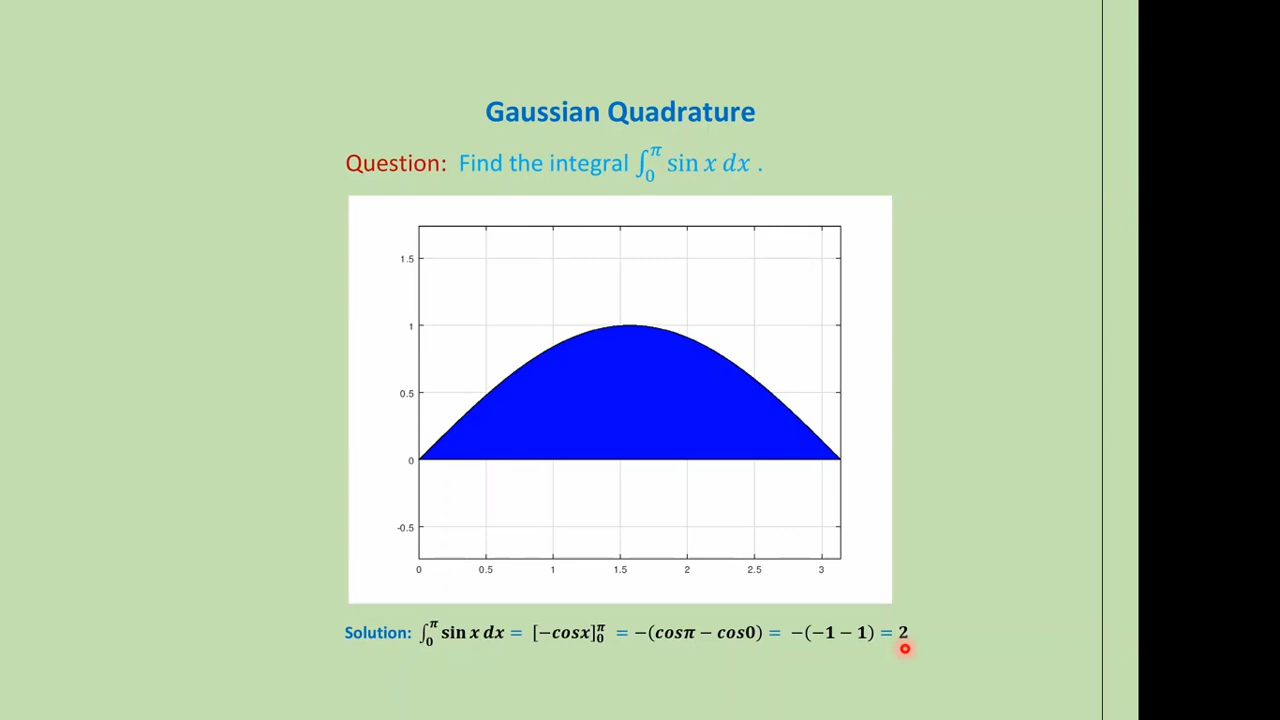 Gaussian Quadrature
Question: Find the integral ∫₀^π sin x dx .
1.5
1
0.5
0
-0.5
0 0.5 1 1.5 2 2.5 3
Solution: ∫₀^π sin x dx = [−cosx]₀^π = −(cosπ − cos0) = −(−1 − 1) = 2